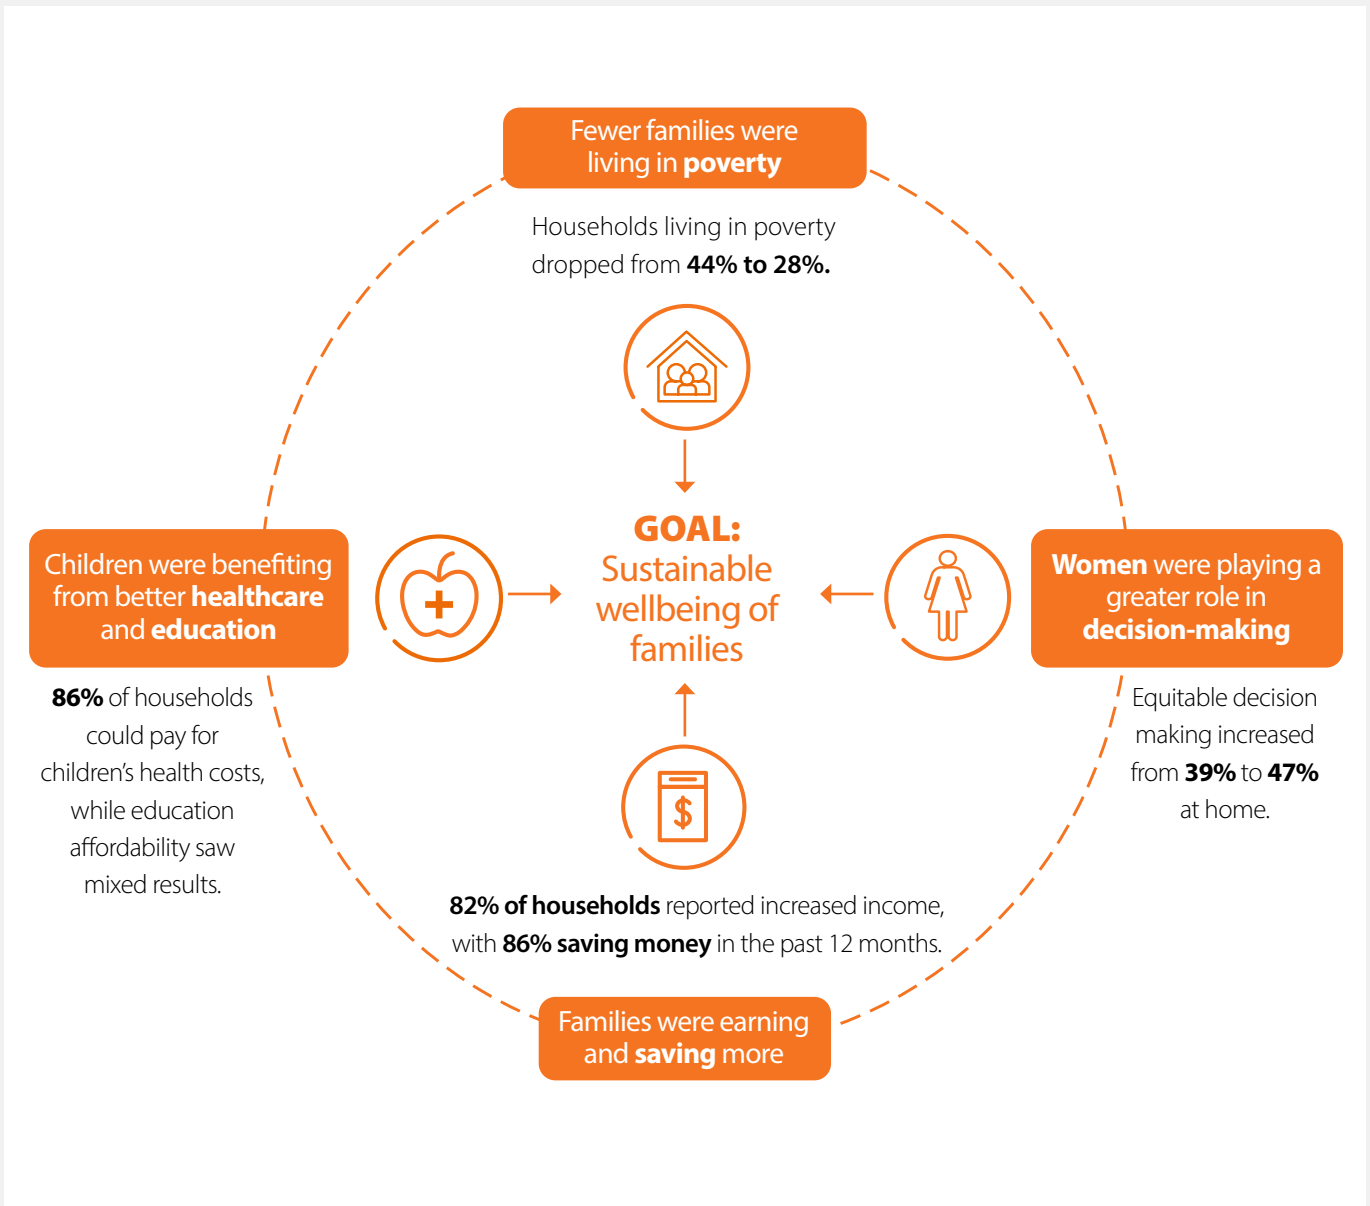 Fewer families were
living in poverty
Households living in poverty
dropped from 44% to 28%.
GOAL:
Sustainable
wellbeing of
families
Children were benefiting
from better healthcare
and education
86% of households
could pay for
children’s health costs,
while education
affordability saw
mixed results.
Women were playing a
greater role in
decision-making
Equitable decision
making increased
from 39% to 47%
at home.
$
82% of households reported increased income,
with 86% saving money in the past 12 months.
Families were earning
and saving more